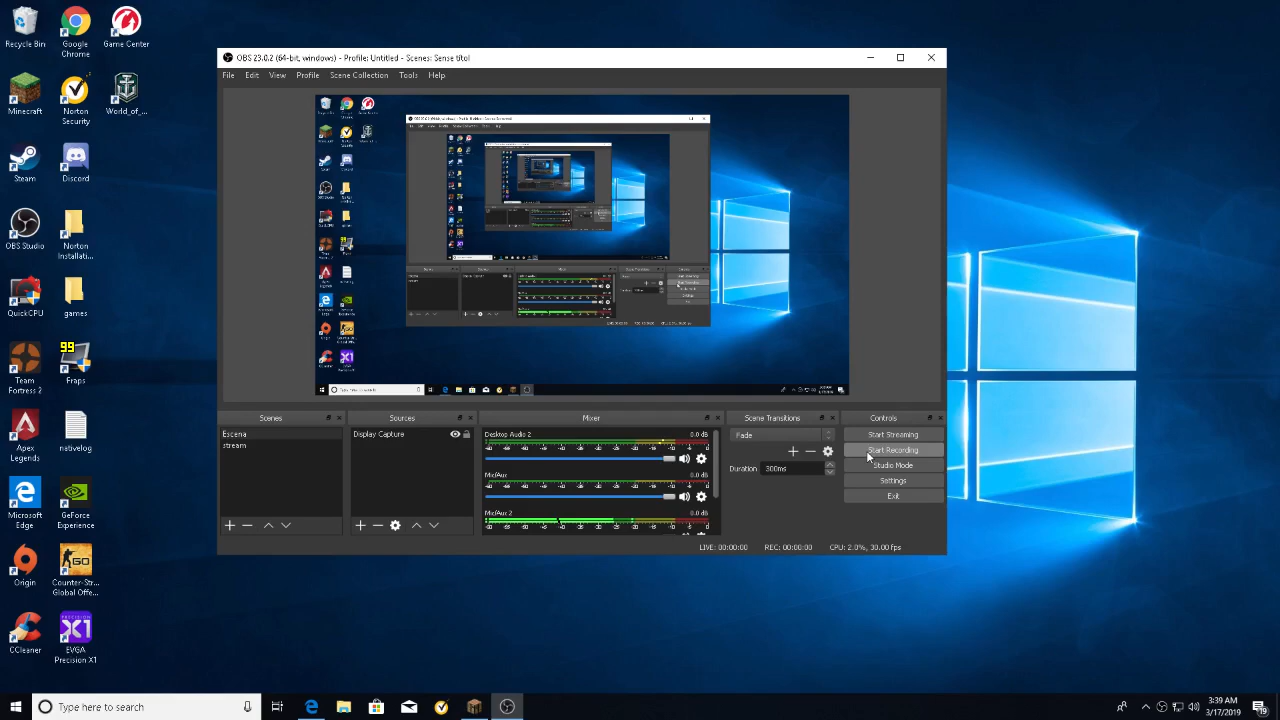 Recycle Bin
Google Chrome
Game Center
Minecraft
Norton Security
World_of_...
Steam
Discord
OBS Studio
Norton Installati...
QuickCPU
games
Team Fortress 2
99
Fraps
Apex Legends
nativelog
Microsoft Edge
GeForce Experience
Origin
GO
Counter-Str... Global Offe...
CCleaner
PRECISION
X1
EVGA Precision X1
OBS 23.0.2 (64-bit, windows) - Profile: Untitled - Scenes: Sense títol
File Edit View Profile Scene Collection Tools Help
Scenes
Escena
stream
Sources
Display Capture
Mixer
Desktop Audio 2 0.0 dB
Mic/Aux 0.0 dB
Mic/Aux 2 0.0 dB
Scene Transitions
Fade
Duration 300ms
Controls
Start Streaming
Start Recording
Studio Mode
Settings
Exit
LIVE: 00:00:00 REC: 00:00:00 CPU: 2.0%, 30.00 fps
Type here to search
3:39 AM
3/17/2019
19